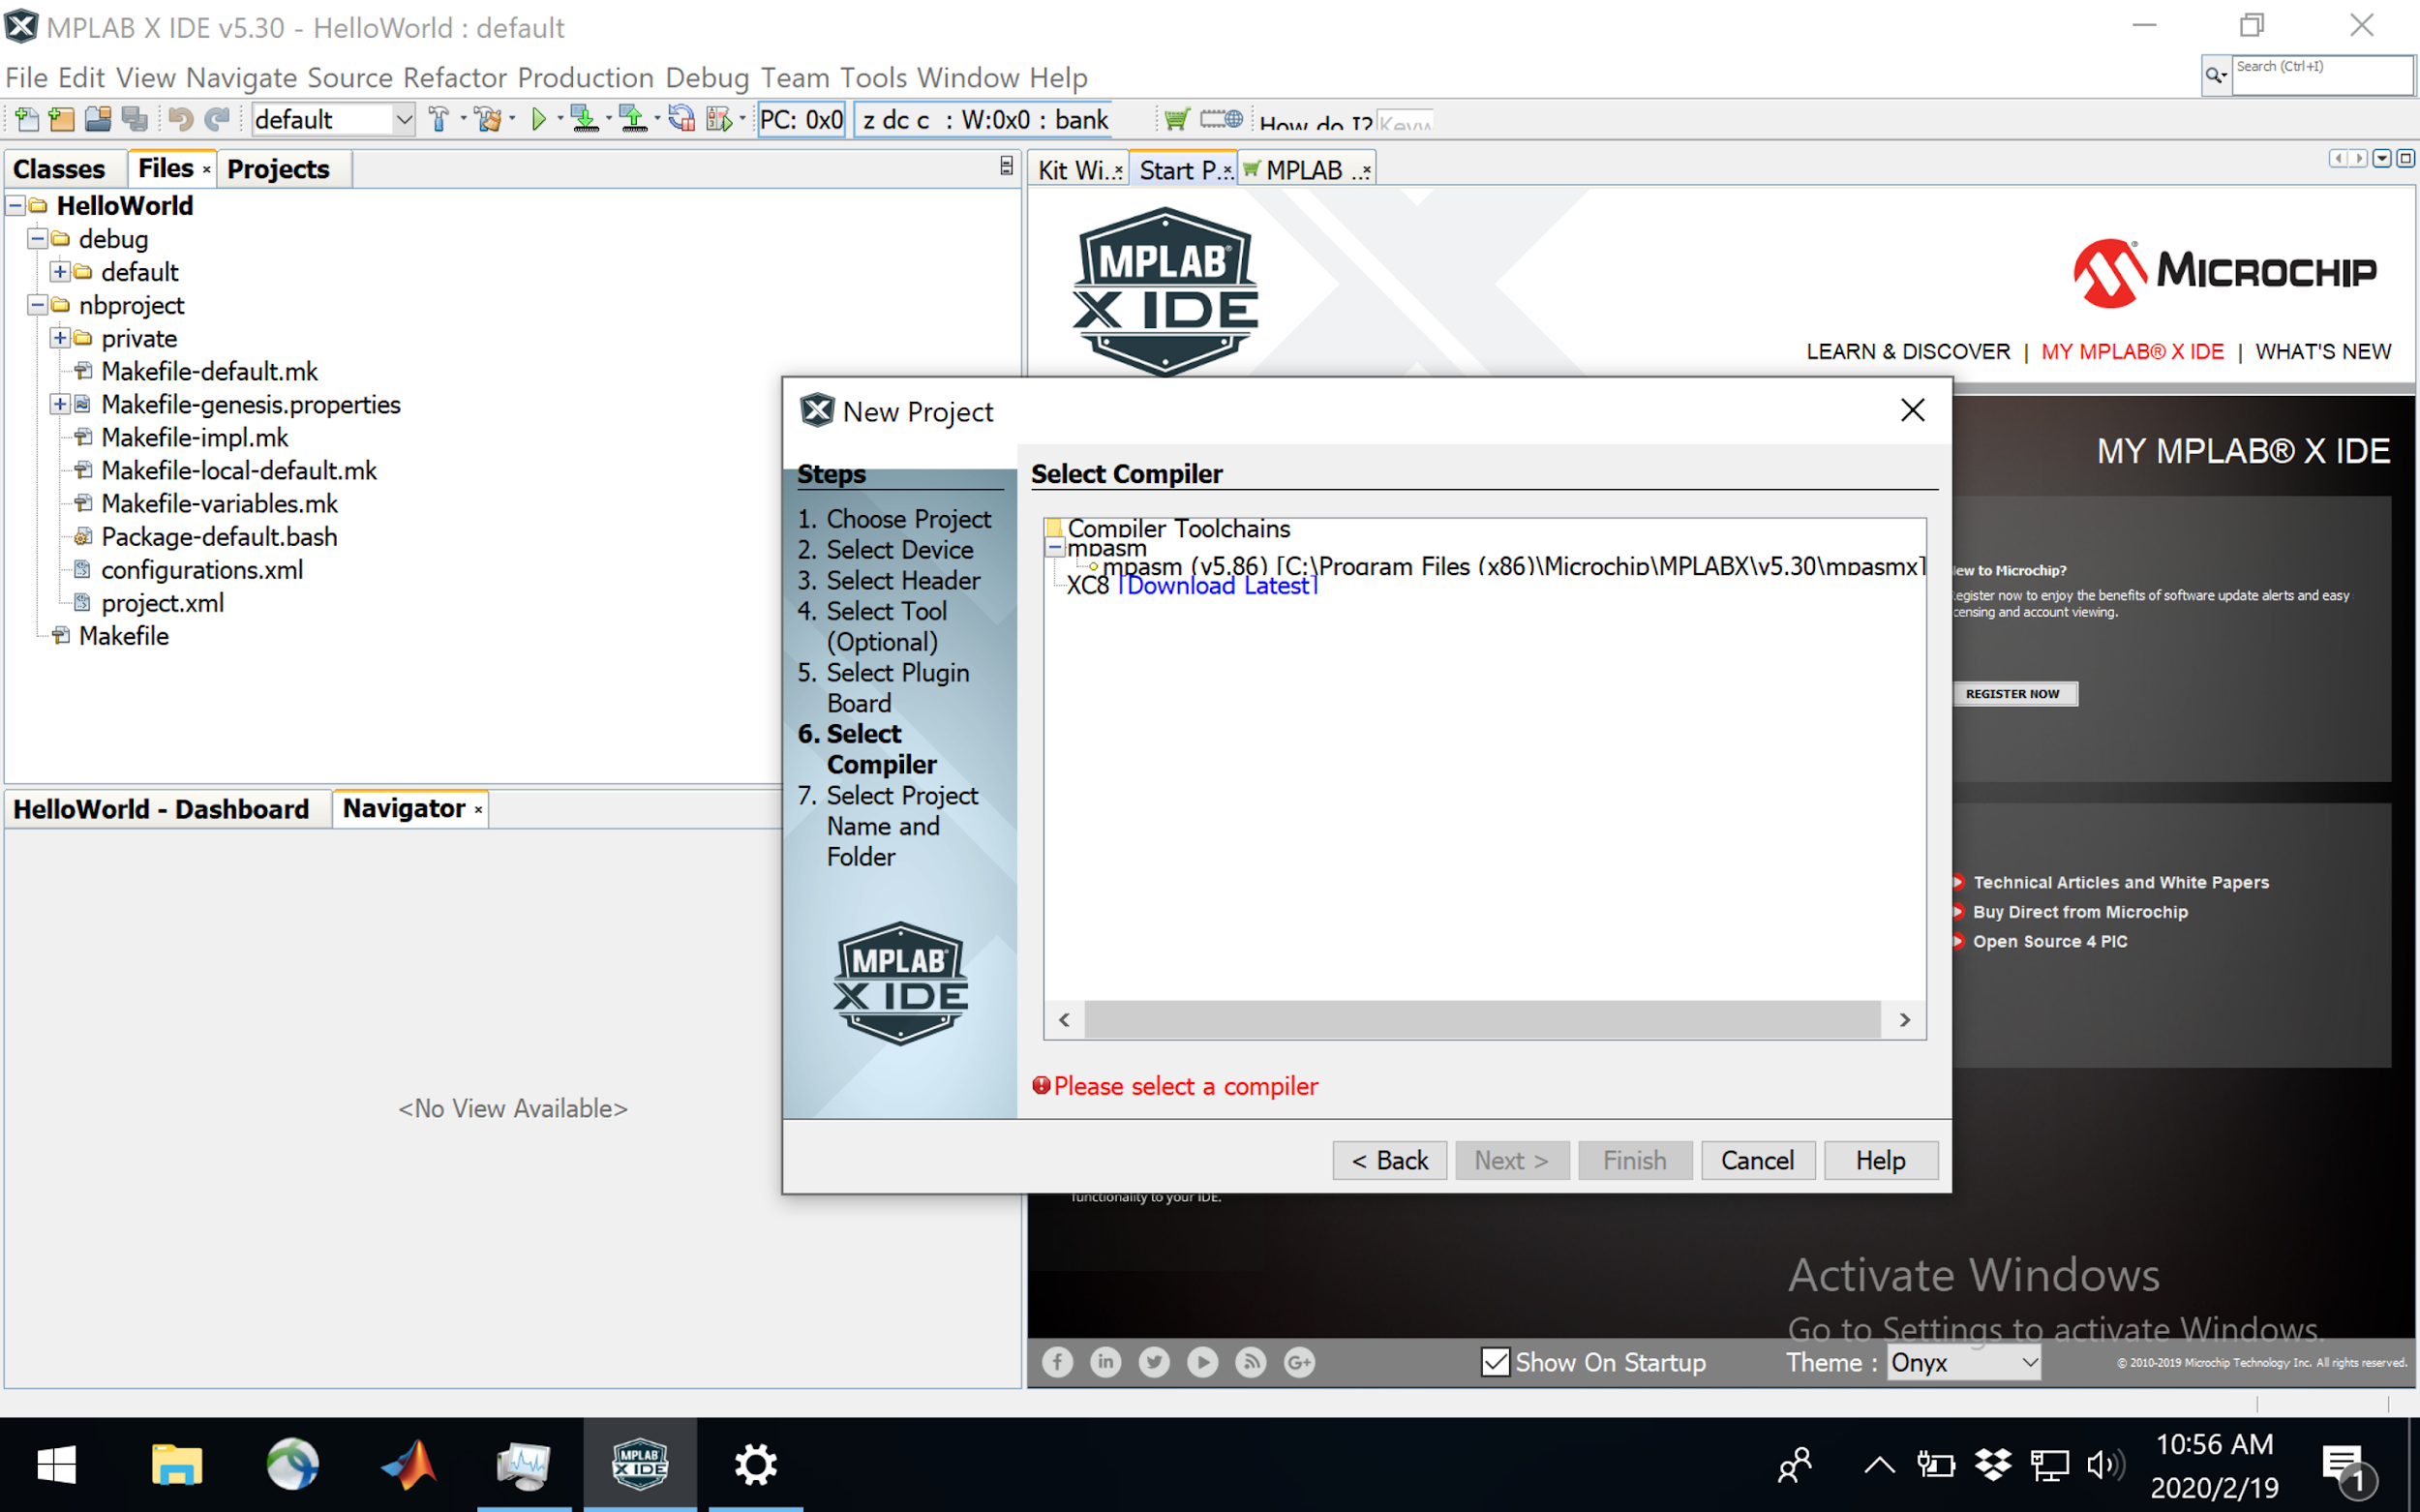 MPLAB X IDE v5.30 - HelloWorld : default
File Edit View Navigate Source Refactor Production Debug Team Tools Window Help
Search (Ctrl+I)
default
PC: 0x0
z dc c : W:0x0 : bank
How do I?
Classes
Files
Projects
HelloWorld
debug
default
nbproject
private
Makefile-default.mk
Makefile-genesis.properties
Makefile-impl.mk
Makefile-local-default.mk
Makefile-variables.mk
Package-default.bash
configurations.xml
project.xml
Makefile
HelloWorld - Dashboard
Navigator
<No View Available>
Kit Wi...
Start P...
MPLAB ...
MPLAB®
X IDE
MICROCHIP
LEARN & DISCOVER | MY MPLAB® X IDE | WHAT'S NEW
MY MPLAB® X IDE
ew to Microchip?
egister now to enjoy the benefits of software update alerts and easy
censing and account viewing.
REGISTER NOW
Technical Articles and White Papers
Buy Direct from Microchip
Open Source 4 PIC
functionality to your IDE.
New Project
Steps
1. Choose Project
2. Select Device
3. Select Header
4. Select Tool
(Optional)
5. Select Plugin
Board
6. Select
Compiler
7. Select Project
Name and
Folder
MPLAB®
X IDE
Select Compiler
Compiler Toolchains
mpasm
mpasm (v5.86) [C:\Program Files (x86)\Microchip\MPLABX\v5.30\mpasmx]
XC8 [Download Latest]
Please select a compiler
< Back
Next >
Finish
Cancel
Help
Activate Windows
Go to Settings to activate Windows.
Show On Startup
Theme :
Onyx
© 2010-2019 Microchip Technology Inc. All rights reserved.
MPLAB
X IDE
10:56 AM
2020/2/19
1